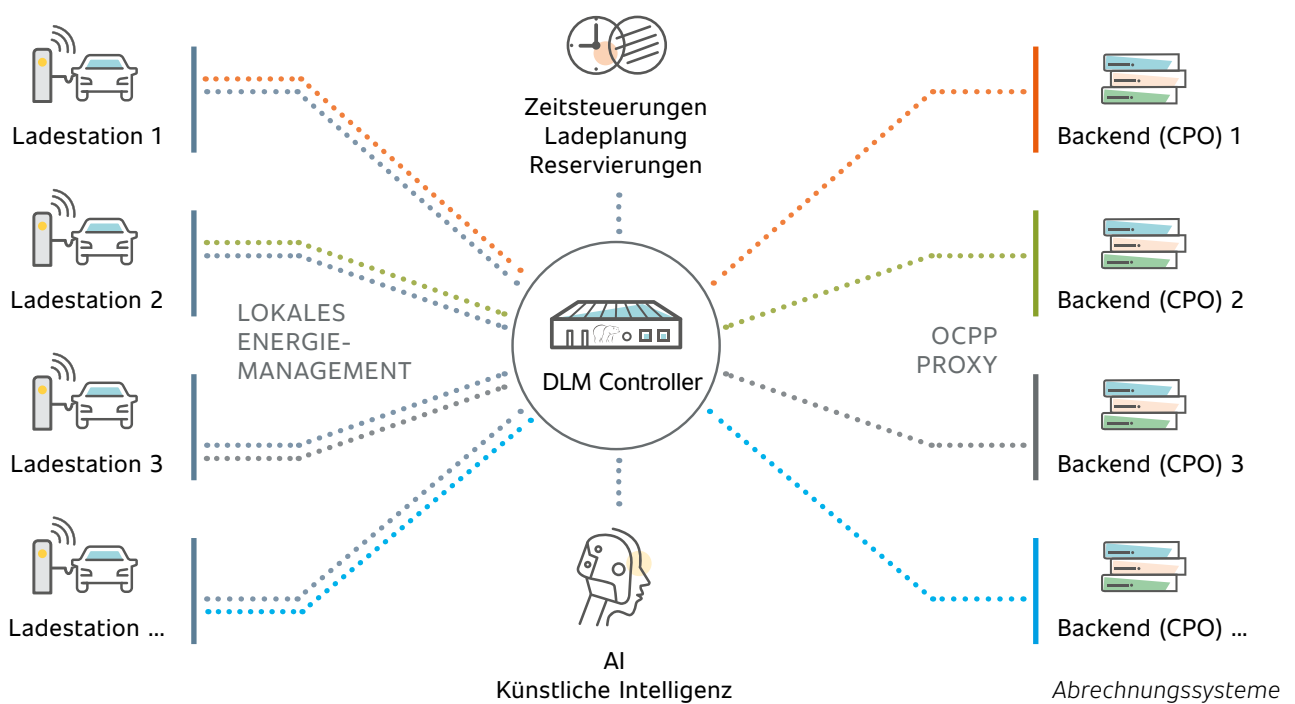 Ladestation 1
Zeitsteuerungen
Ladeplanung
Reservierungen
Backend (CPO) 1
Ladestation 2
Backend (CPO) 2
LOKALES
ENERGIE-
MANAGEMENT
DLM Controller
OCPP
PROXY
Ladestation 3
Backend (CPO) 3
Ladestation ...
Backend (CPO) ...
AI
Künstliche Intelligenz
Abrechnungssysteme